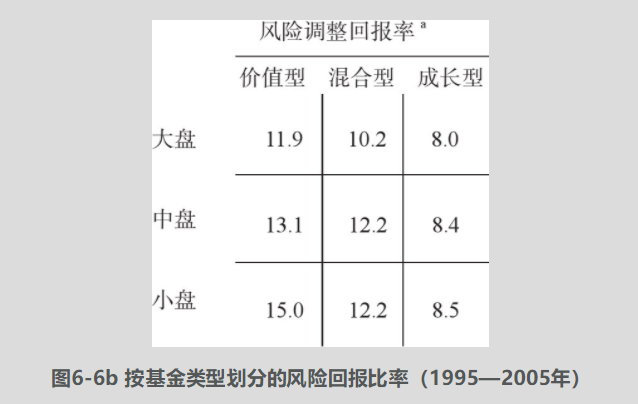 风险调整回报率 a
价值型 混合型 成长型
大盘 11.9 10.2 8.0
中盘 13.1 12.2 8.4
小盘 15.0 12.2 8.5
图6-6b 按基金类型划分的风险回报比率（1995—2005年）